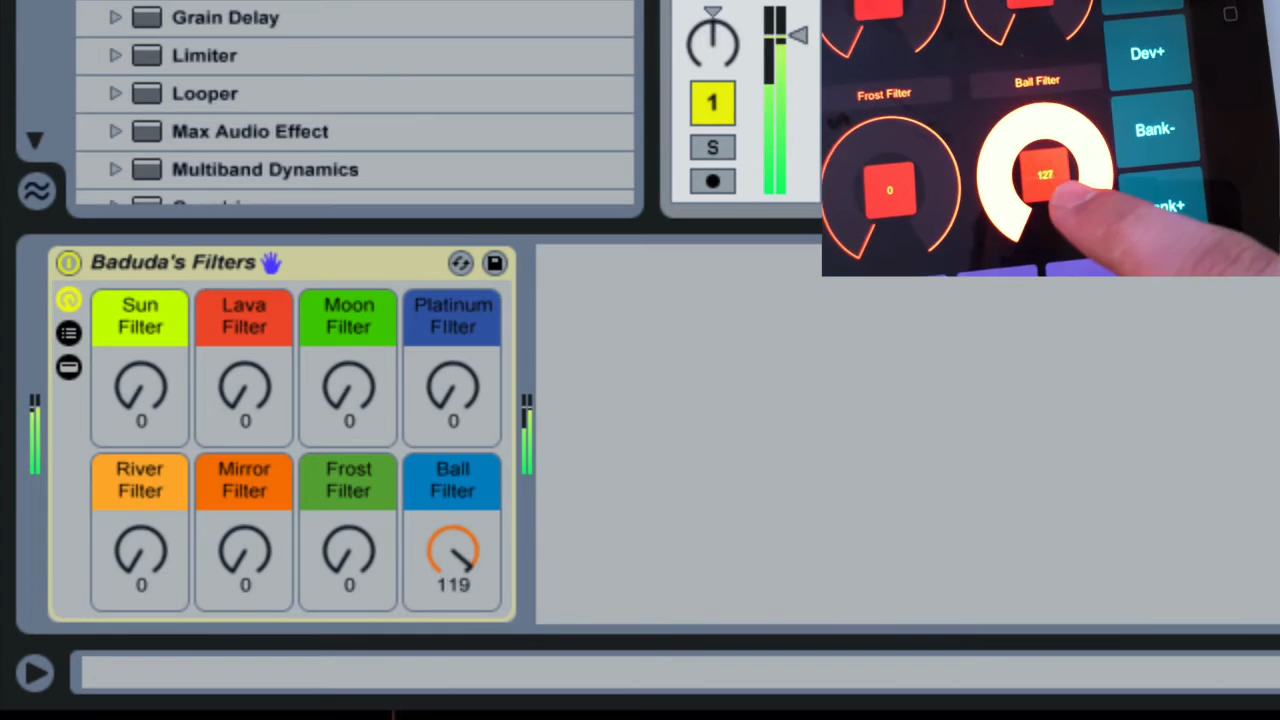 Grain Delay
Limiter
Looper
Max Audio Effect
Multiband Dynamics
1
S
Dev+
Frost Filter
Ball Filter
Bank-
0
127
Baduda's Filters
Sun
Filter
Lava
Filter
Moon
Filter
Platinum
FIlter
0
0
0
0
River
Filter
Mirror
Filter
Frost
Filter
Ball
Filter
0
0
0
119